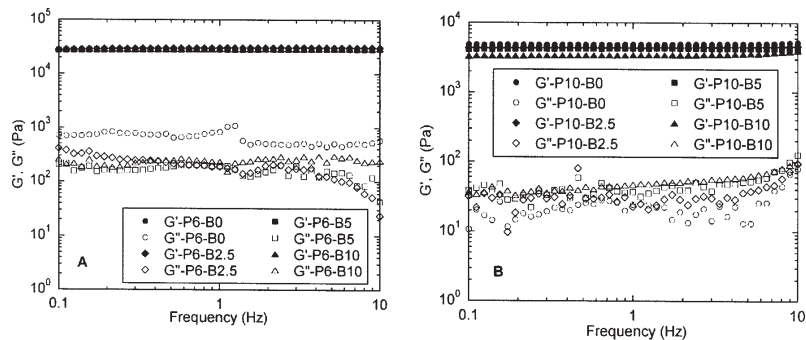 10⁵
10⁴
10³
10²
10¹
10⁰
G', G'' (Pa)
0.1
1
10
Frequency (Hz)
A
G'-P6-B0
G''-P6-B0
G'-P6-B2.5
G''-P6-B2.5
G'-P6-B5
G''-P6-B5
G'-P6-B10
G''-P6-B10
10⁴
10³
10²
10¹
10⁰
G', G'' (Pa)
0.1
1
10
Frequency (Hz)
B
G'-P10-B0
G''-P10-B0
G'-P10-B2.5
G''-P10-B2.5
G'-P10-B5
G''-P10-B5
G'-P10-B10
G''-P10-B10